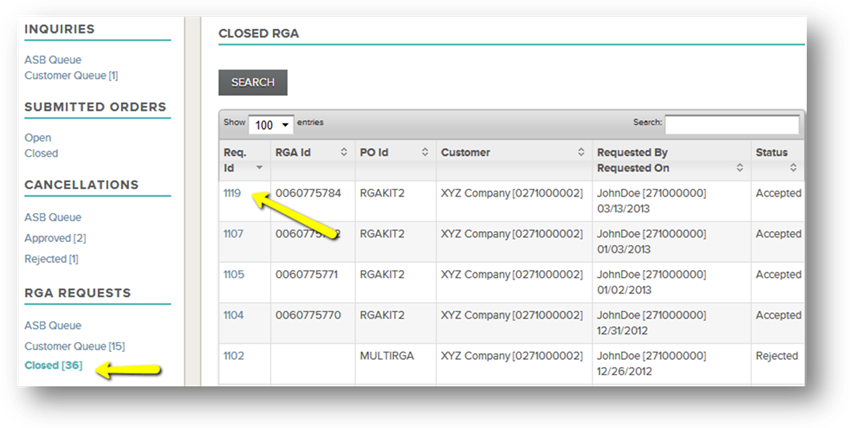 INQUIRIES
ASB Queue
Customer Queue [1]
SUBMITTED ORDERS
Open
Closed
CANCELLATIONS
ASB Queue
Approved [2]
Rejected [1]
RGA REQUESTS
ASB Queue
Customer Queue [15]
Closed [36]
CLOSED RGA
SEARCH
Show 100 entries Search:
Req. Id RGA Id PO Id Customer Requested By Requested On Status
1119 0060775784 RGAKIT2 XYZ Company [0271000002] JohnDoe [271000000] Accepted
03/13/2013
1107 RGAKIT2 XYZ Company [0271000002] JohnDoe [271000000] Accepted
01/03/2013
1105 0060775771 RGAKIT2 XYZ Company [0271000002] JohnDoe [271000000] Accepted
01/02/2013
1104 0060775770 RGAKIT2 XYZ Company [0271000002] JohnDoe [271000000] Accepted
12/31/2012
1102 MULTIRGA XYZ Company [0271000002] JohnDoe [271000000] Rejected
12/26/2012